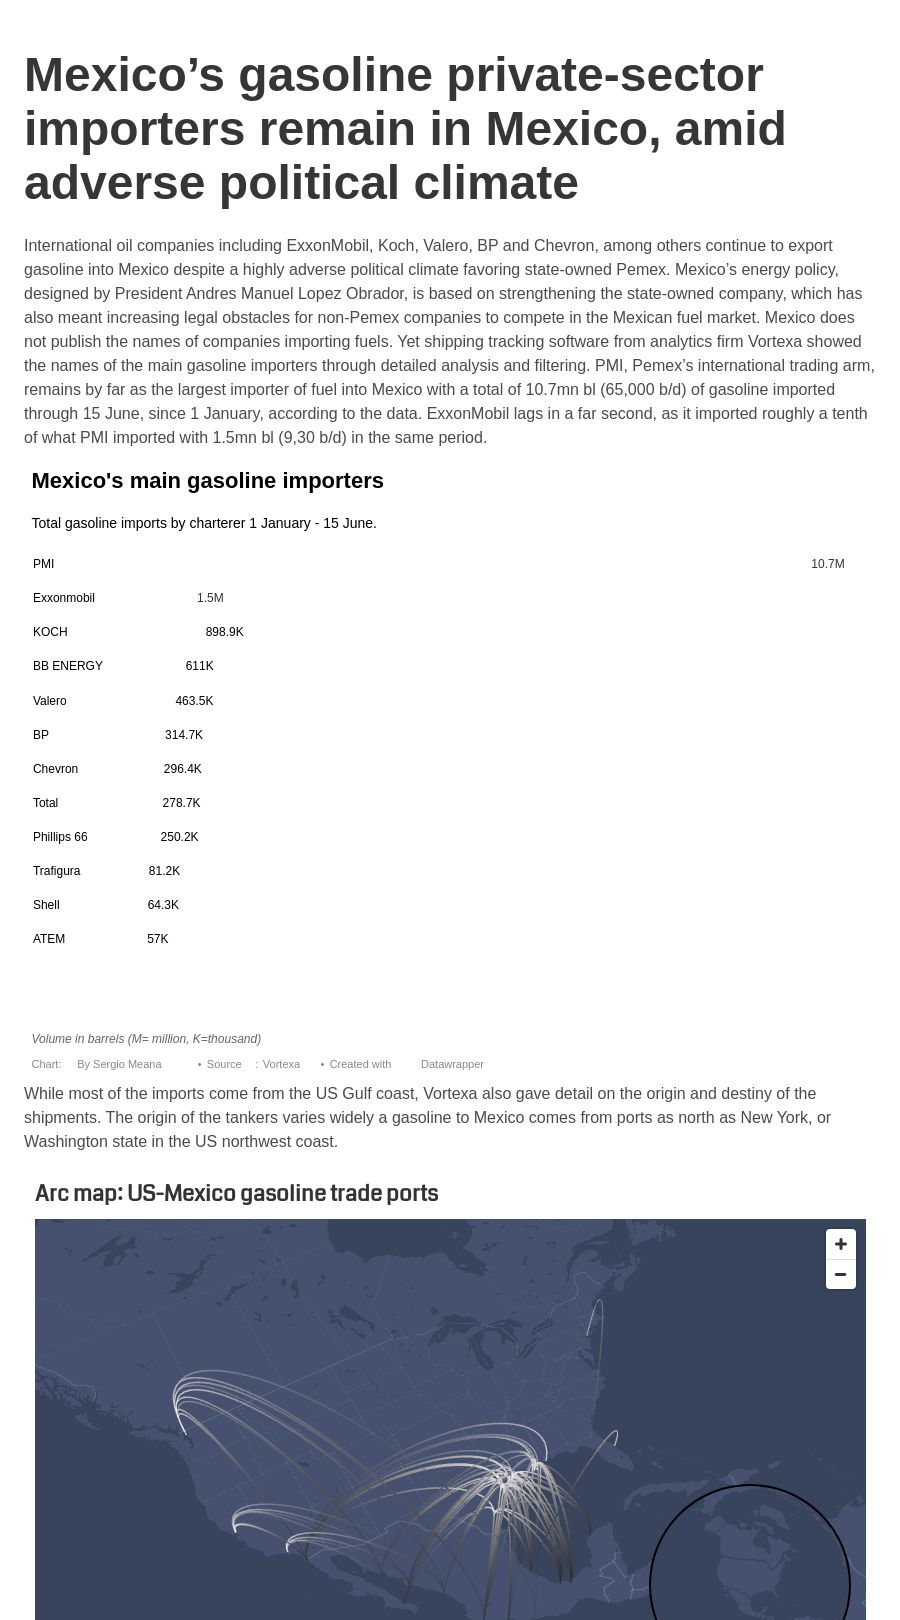 Mexico’s gasoline private-sector
importers remain in Mexico, amid
adverse political climate
International oil companies including ExxonMobil, Koch, Valero, BP and Chevron, among others continue to export
gasoline into Mexico despite a highly adverse political climate favoring state-owned Pemex. Mexico’s energy policy,
designed by President Andres Manuel Lopez Obrador, is based on strengthening the state-owned company, which has
also meant increasing legal obstacles for non-Pemex companies to compete in the Mexican fuel market. Mexico does
not publish the names of companies importing fuels. Yet shipping tracking software from analytics firm Vortexa showed
the names of the main gasoline importers through detailed analysis and filtering. PMI, Pemex’s international trading arm,
remains by far as the largest importer of fuel into Mexico with a total of 10.7mn bl (65,000 b/d) of gasoline imported
through 15 June, since 1 January, according to the data. ExxonMobil lags in a far second, as it imported roughly a tenth
of what PMI imported with 1.5mn bl (9,30 b/d) in the same period.
Mexico's main gasoline importers
Total gasoline imports by charterer 1 January - 15 June.
PMI 10.7M
Exxonmobil 1.5M
KOCH 898.9K
BB ENERGY 611K
Valero 463.5K
BP 314.7K
Chevron 296.4K
Total 278.7K
Phillips 66 250.2K
Trafigura 81.2K
Shell 64.3K
ATEM 57K
Volume in barrels (M= million, K=thousand)
Chart: By Sergio Meana • Source : Vortexa • Created with Datawrapper
While most of the imports come from the US Gulf coast, Vortexa also gave detail on the origin and destiny of the
shipments. The origin of the tankers varies widely a gasoline to Mexico comes from ports as north as New York, or
Washington state in the US northwest coast.
Arc map: US-Mexico gasoline trade ports